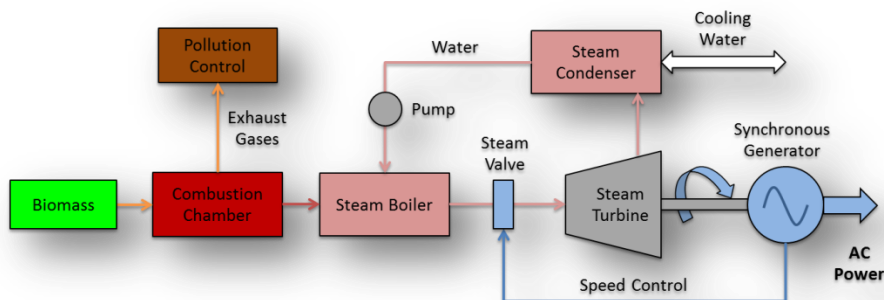 Pollution
Control
Exhaust
Gases
Biomass
Combustion
Chamber
Water
Pump
Steam Boiler
Steam
Valve
Steam
Condenser
Cooling
Water
Steam
Turbine
Synchronous
Generator
AC
Power
Speed Control